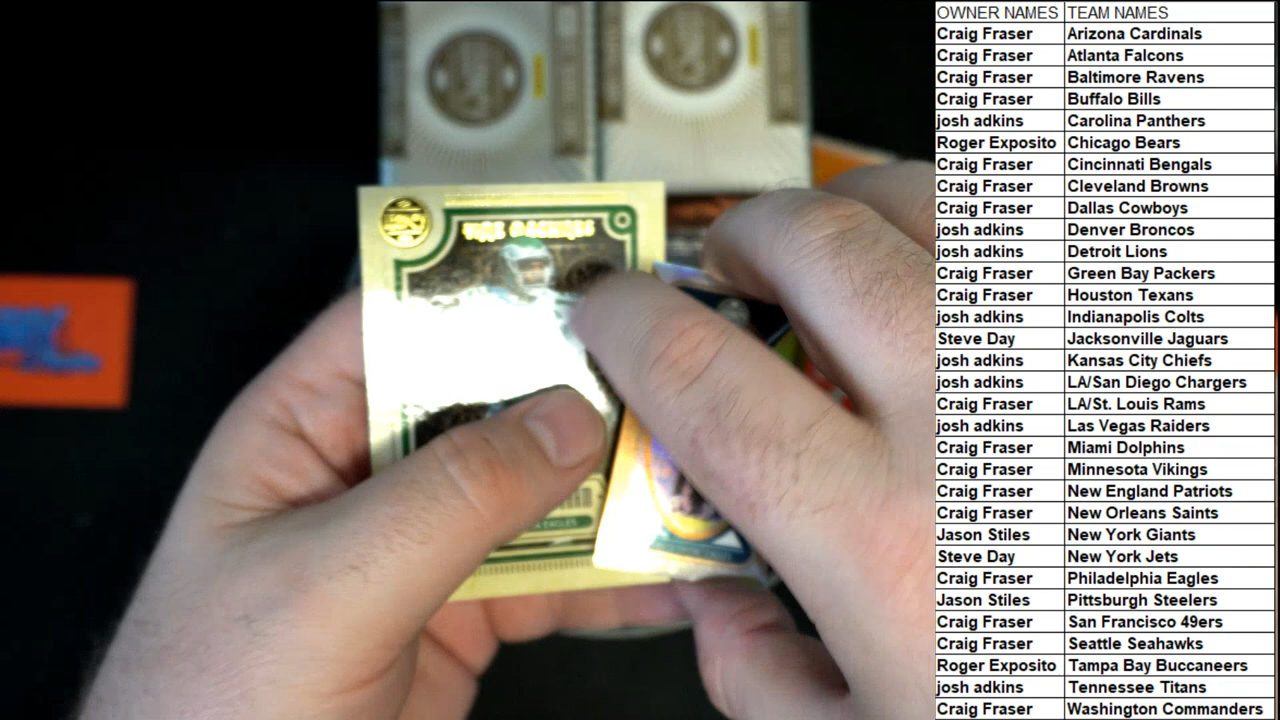 OWNER NAMES TEAM NAMES
Craig Fraser Arizona Cardinals
Craig Fraser Atlanta Falcons
Craig Fraser Baltimore Ravens
Craig Fraser Buffalo Bills
josh adkins Carolina Panthers
Roger Exposito Chicago Bears
Craig Fraser Cincinnati Bengals
Craig Fraser Cleveland Browns
Craig Fraser Dallas Cowboys
josh adkins Denver Broncos
josh adkins Detroit Lions
Craig Fraser Green Bay Packers
Craig Fraser Houston Texans
josh adkins Indianapolis Colts
Steve Day Jacksonville Jaguars
josh adkins Kansas City Chiefs
josh adkins LA/San Diego Chargers
Craig Fraser LA/St. Louis Rams
josh adkins Las Vegas Raiders
Craig Fraser Miami Dolphins
Craig Fraser Minnesota Vikings
Craig Fraser New England Patriots
Craig Fraser New Orleans Saints
Jason Stiles New York Giants
Steve Day New York Jets
Craig Fraser Philadelphia Eagles
Jason Stiles Pittsburgh Steelers
Craig Fraser San Francisco 49ers
Craig Fraser Seattle Seahawks
Roger Exposito Tampa Bay Buccaneers
josh adkins Tennessee Titans
Craig Fraser Washington Commanders
EAGLES